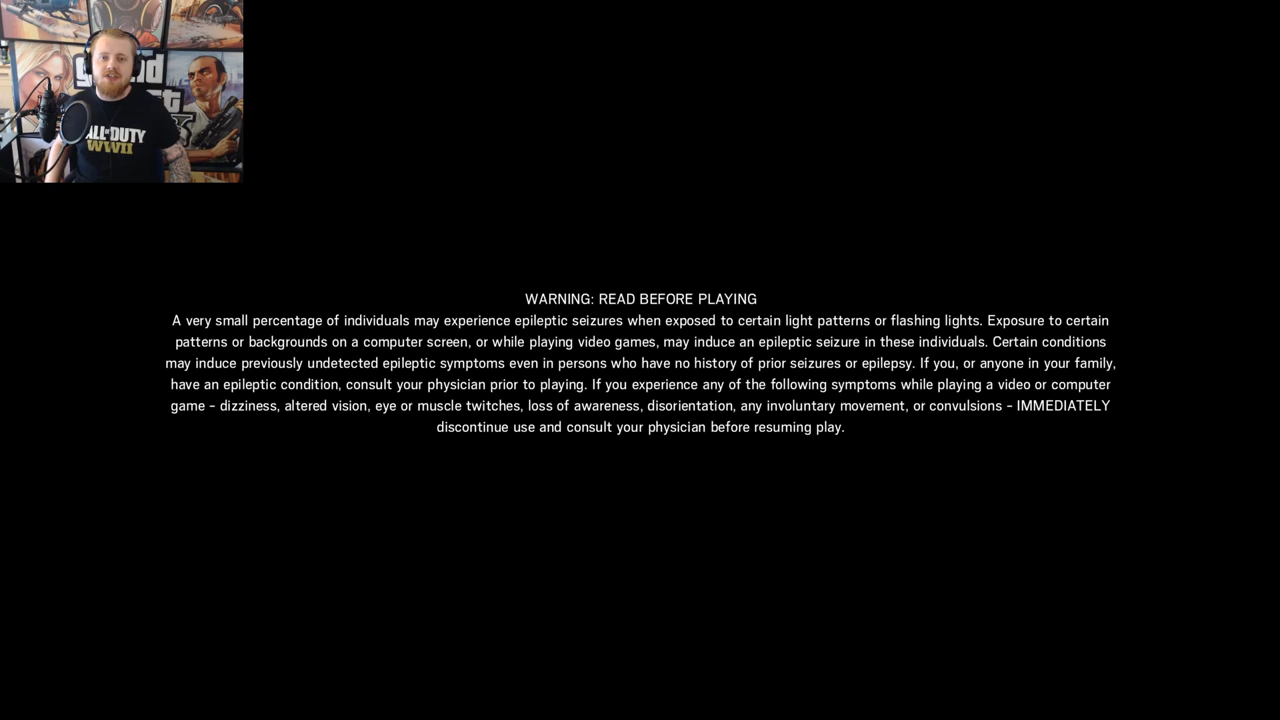 ALL OF DUTY
WWII
WARNING: READ BEFORE PLAYING
A very small percentage of individuals may experience epileptic seizures when exposed to certain light patterns or flashing lights. Exposure to certain
patterns or backgrounds on a computer screen, or while playing video games, may induce an epileptic seizure in these individuals. Certain conditions
may induce previously undetected epileptic symptoms even in persons who have no history of prior seizures or epilepsy. If you, or anyone in your family,
have an epileptic condition, consult your physician prior to playing. If you experience any of the following symptoms while playing a video or computer
game - dizziness, altered vision, eye or muscle twitches, loss of awareness, disorientation, any involuntary movement, or convulsions - IMMEDIATELY
discontinue use and consult your physician before resuming play.